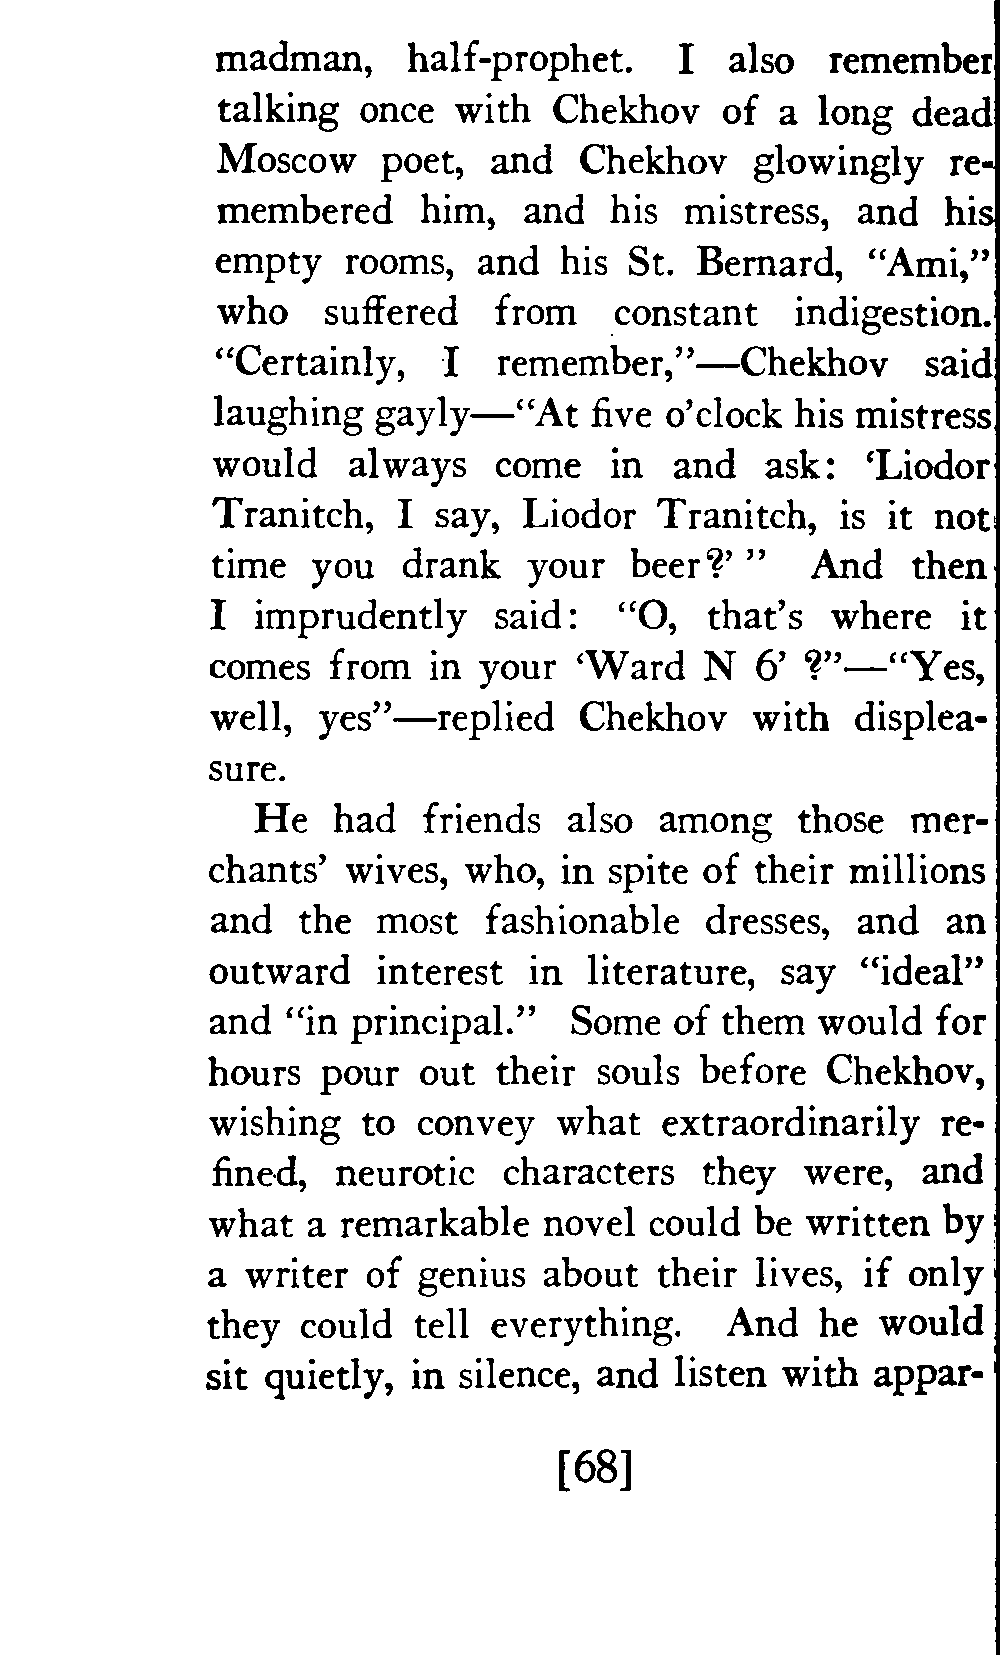 madman, half-prophet. I also remember
talking once with Chekhov of a long dead
Moscow poet, and Chekhov glowingly re-
membered him, and his mistress, and his
empty rooms, and his St. Bernard, “Ami,”
who suffered from constant indigestion.
“Certainly, I remember,”—Chekhov said
laughing gayly—“At five o’clock his mistress
would always come in and ask: ‘Liodor
Tranitch, I say, Liodor Tranitch, is it not
time you drank your beer?’ ” And then
I imprudently said: “O, that’s where it
comes from in your ‘Ward N 6’ ?”—“Yes,
well, yes”—replied Chekhov with displea-
sure.
He had friends also among those mer-
chants’ wives, who, in spite of their millions
and the most fashionable dresses, and an
outward interest in literature, say “ideal”
and “in principal.” Some of them would for
hours pour out their souls before Chekhov,
wishing to convey what extraordinarily re-
fined, neurotic characters they were, and
what a remarkable novel could be written by
a writer of genius about their lives, if only
they could tell everything. And he would
sit quietly, in silence, and listen with appar-
[68]